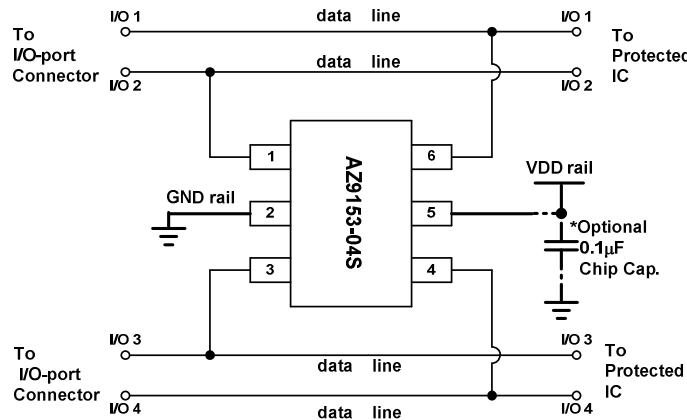 I/O 1 data line I/O 1
To
I/O-port
Connector
To
Protected
IC
I/O 2 data line I/O 2
1
6
AZ9153-04S
GND rail
2
5
VDD rail
*Optional
0.1μF
Chip Cap.
3
4
I/O 3 data line I/O 3
To
I/O-port
Connector
To
Protected
IC
I/O 4 data line I/O 4